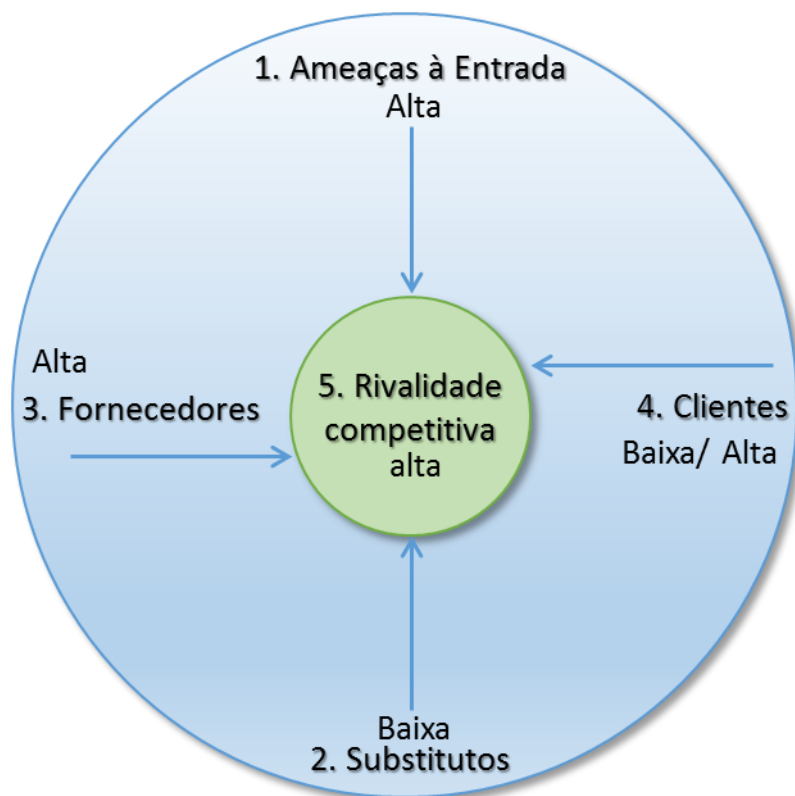 1. Ameaças à Entrada
Alta
Alta
3. Fornecedores
5. Rivalidade
competitiva
alta
4. Clientes
Baixa/ Alta
Baixa
2. Substitutos